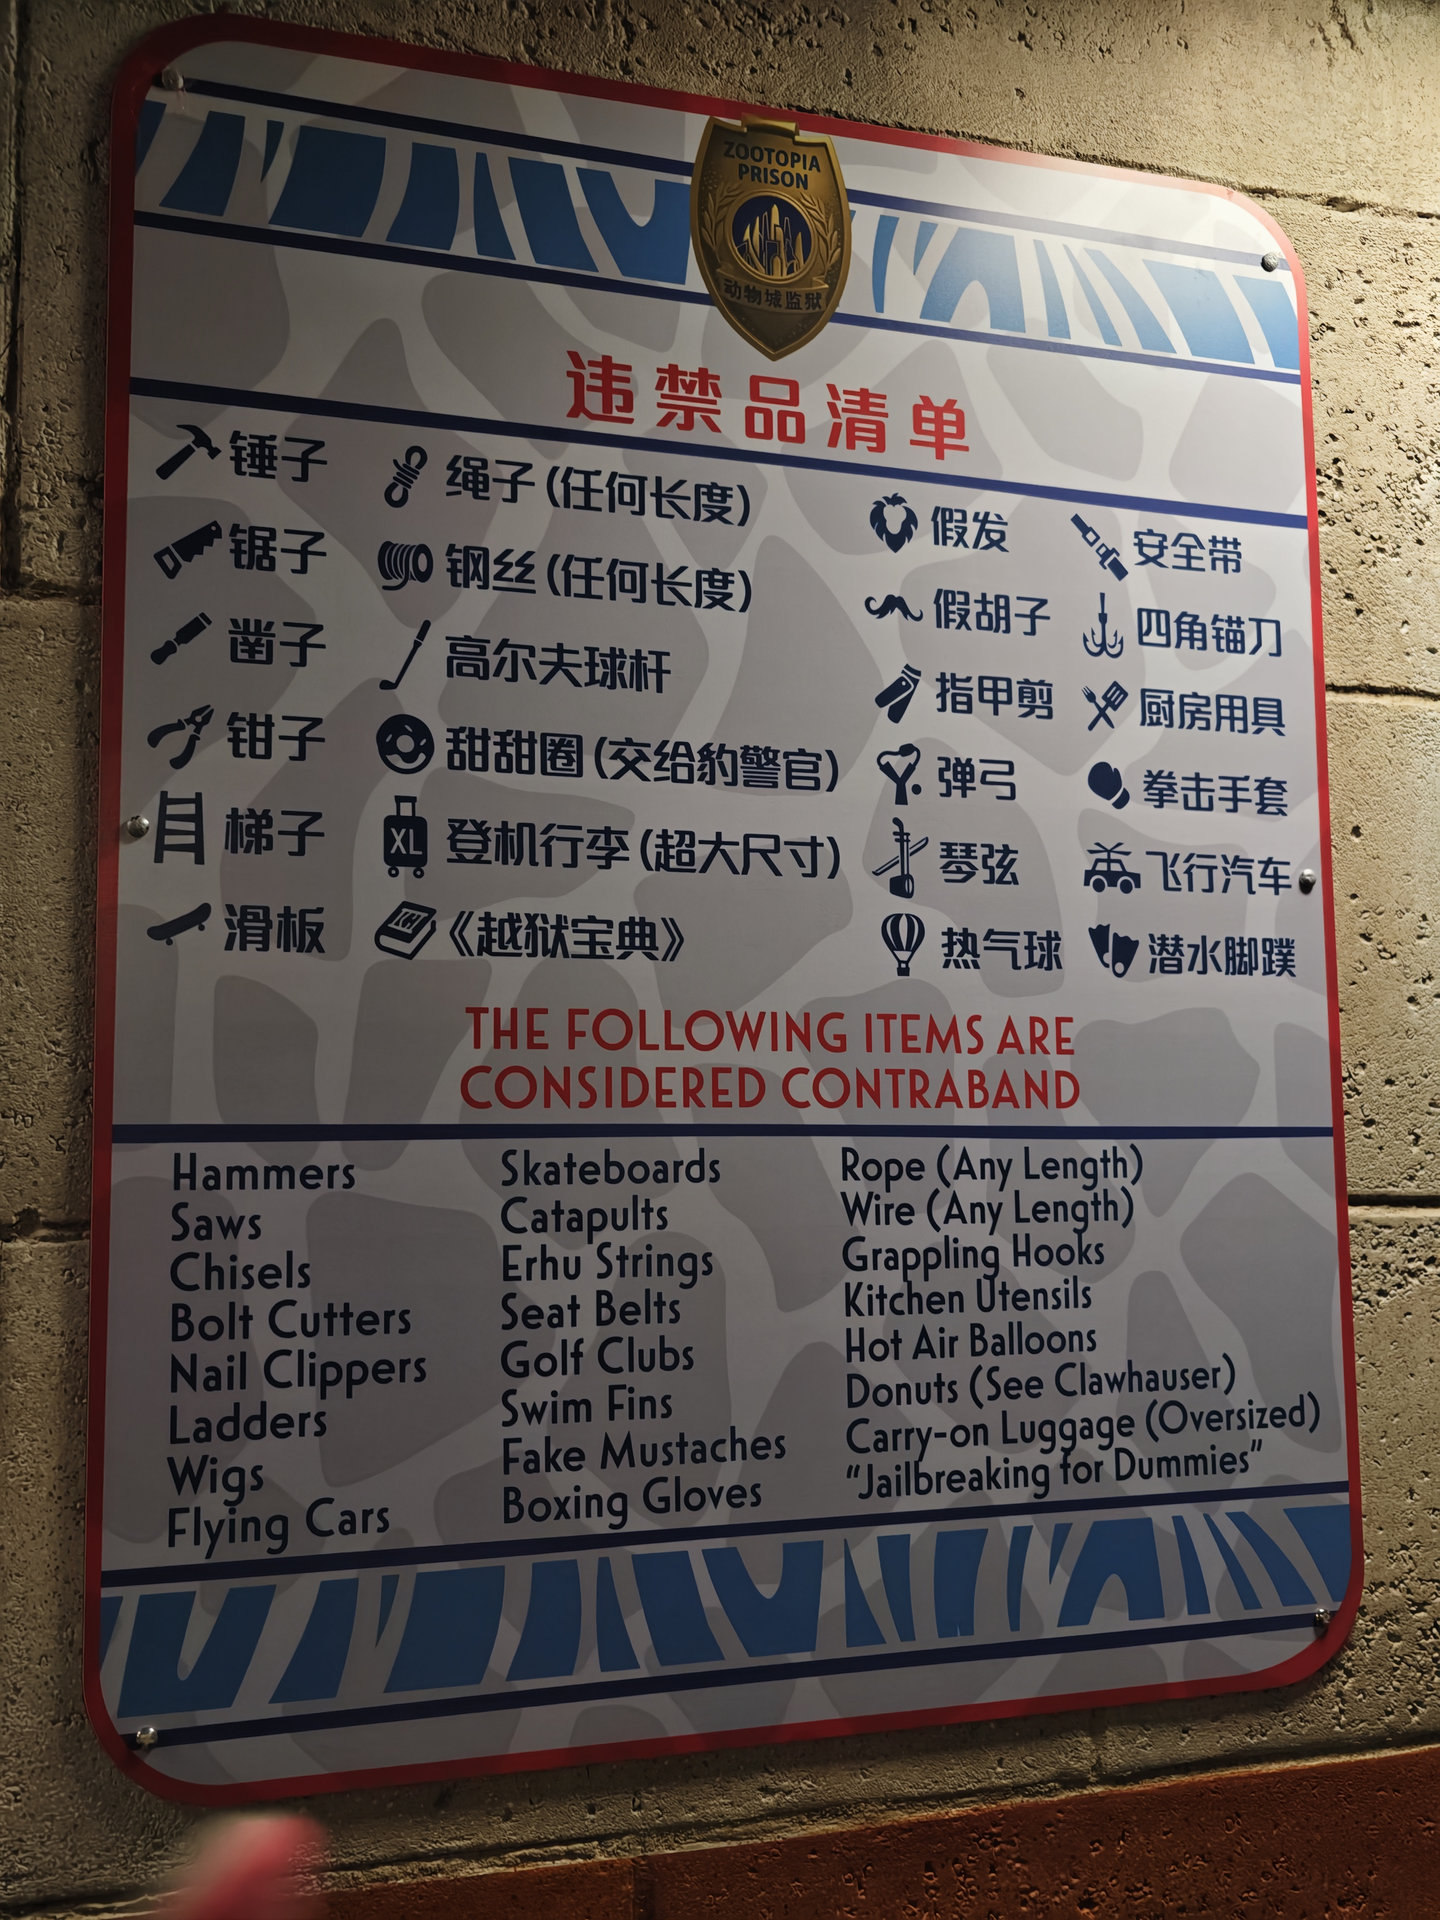 ZOOTOPIA
PRISON
动物城监狱
违禁品清单
锤子
锯子
凿子
钳子
梯子
滑板
绳子(任何长度)
钢丝(任何长度)
高尔夫球杆
甜甜圈(交给豹警官)
XL
登机行李(超大尺寸)
《越狱宝典》
假发
假胡子
指甲剪
弹弓
琴弦
热气球
安全带
四角锚刀
厨房用具
拳击手套
飞行汽车
潜水脚蹼
THE FOLLOWING ITEMS ARE
CONSIDERED CONTRABAND
Hammers
Saws
Chisels
Bolt Cutters
Nail Clippers
Ladders
Wigs
Flying Cars
Skateboards
Catapults
Erhu Strings
Seat Belts
Golf Clubs
Swim Fins
Fake Mustaches
Boxing Gloves
Rope (Any Length)
Wire (Any Length)
Grappling Hooks
Kitchen Utensils
Hot Air Balloons
Donuts (See Clawhauser)
Carry-on Luggage (Oversized)
"Jailbreaking for Dummies"